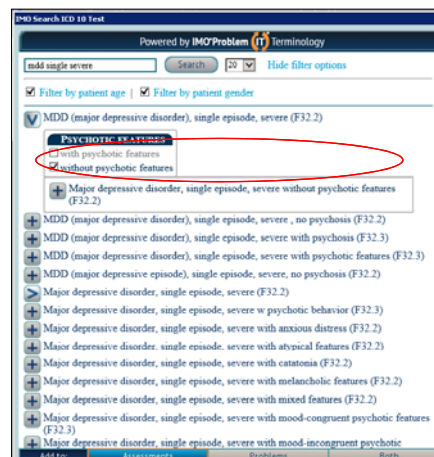 IMO Search ICD 10 Test
Powered by IMO®Problem (IT) Terminology
mdd single severe Search 20 Hide filter options
Filter by patient age | Filter by patient gender
MDD (major depressive disorder), single episode, severe (F32.2)
PSYCHOTIC FEATURES
with psychotic features
without psychotic features
Major depressive disorder, single episode, severe without psychotic features
(F32.2)
MDD (major depressive disorder), single episode, severe , no psychosis (F32.2)
MDD (major depressive disorder), single episode, severe with psychosis (F32.3)
MDD (major depressive disorder), single episode, severe with psychotic features (F32.3)
MDD (major depressive episode), single episode, severe, no psychosis (F32.2)
Major depressive disorder, single episode, severe (F32.2)
Major depressive disorder, single episode, severe w psychotic behavior (F32.3)
Major depressive disorder, single episode, severe with anxious distress (F32.2)
Major depressive disorder, single episode, severe with atypical features (F32.2)
Major depressive disorder, single episode, severe with catatonia (F32.2)
Major depressive disorder, single episode, severe with melancholic features (F32.2)
Major depressive disorder, single episode, severe with mixed features (F32.2)
Major depressive disorder, single episode, severe with mood-congruent psychotic features
(F32.3)
Major depressive disorder, single episode, severe with mood-incongruent psychotic
Add to: Assessments Problems Both